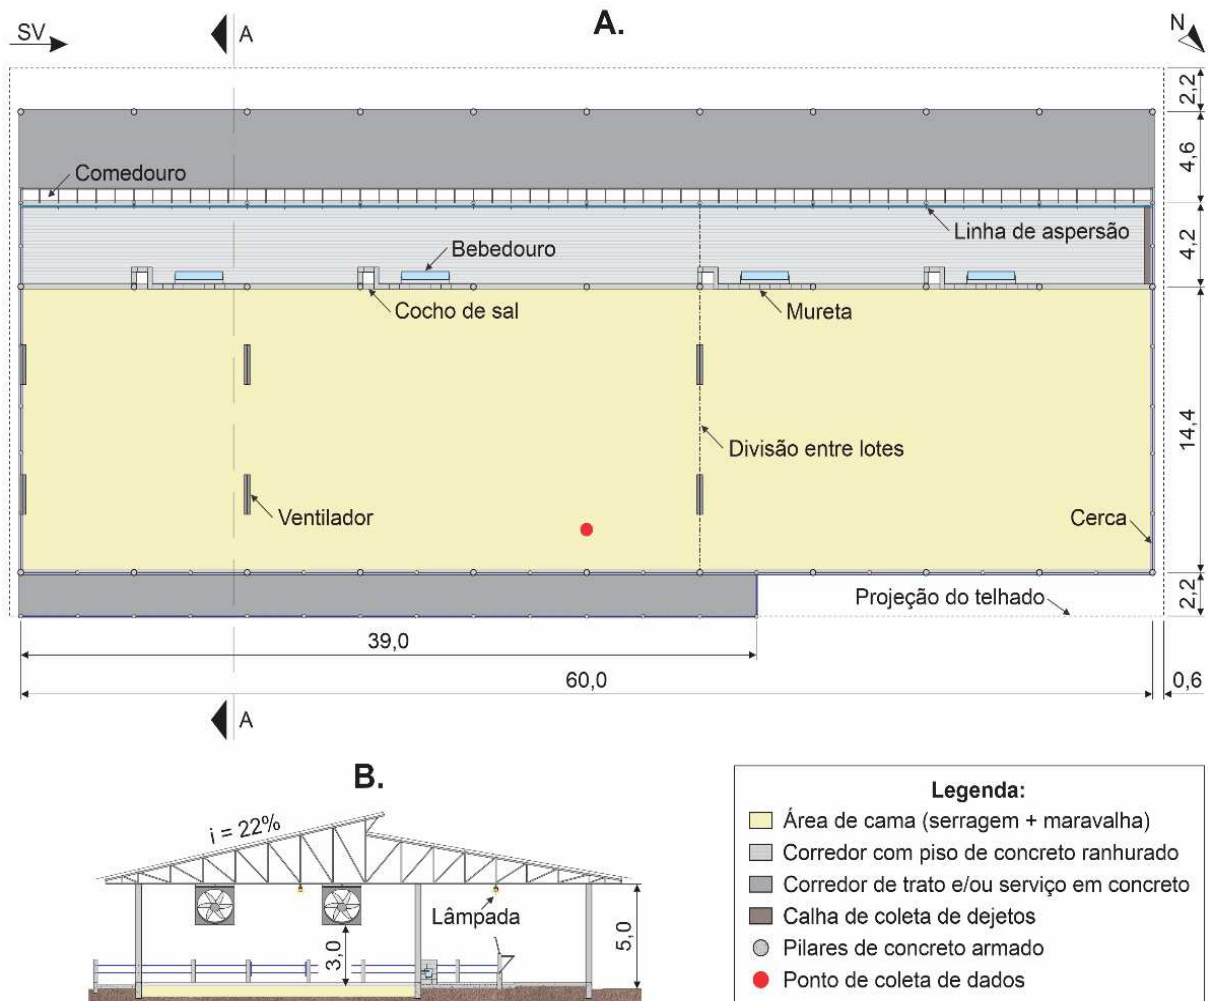 A.
SV
A
N
2,2
4,6
Comedouro
Linha de aspersão
4,2
Bebedouro
Cocho de sal
Mureta
Divisão entre lotes
14,4
Ventilador
Cerca
Projeção do telhado
2,2
39,0
60,0
0,6
A
B.
i = 22%
Lâmpada
3,0
5,0
Legenda:
Área de cama (serragem + maravalha)
Corredor com piso de concreto ranhurado
Corredor de trato e/ou serviço em concreto
Calha de coleta de dejetos
Pilares de concreto armado
Ponto de coleta de dados